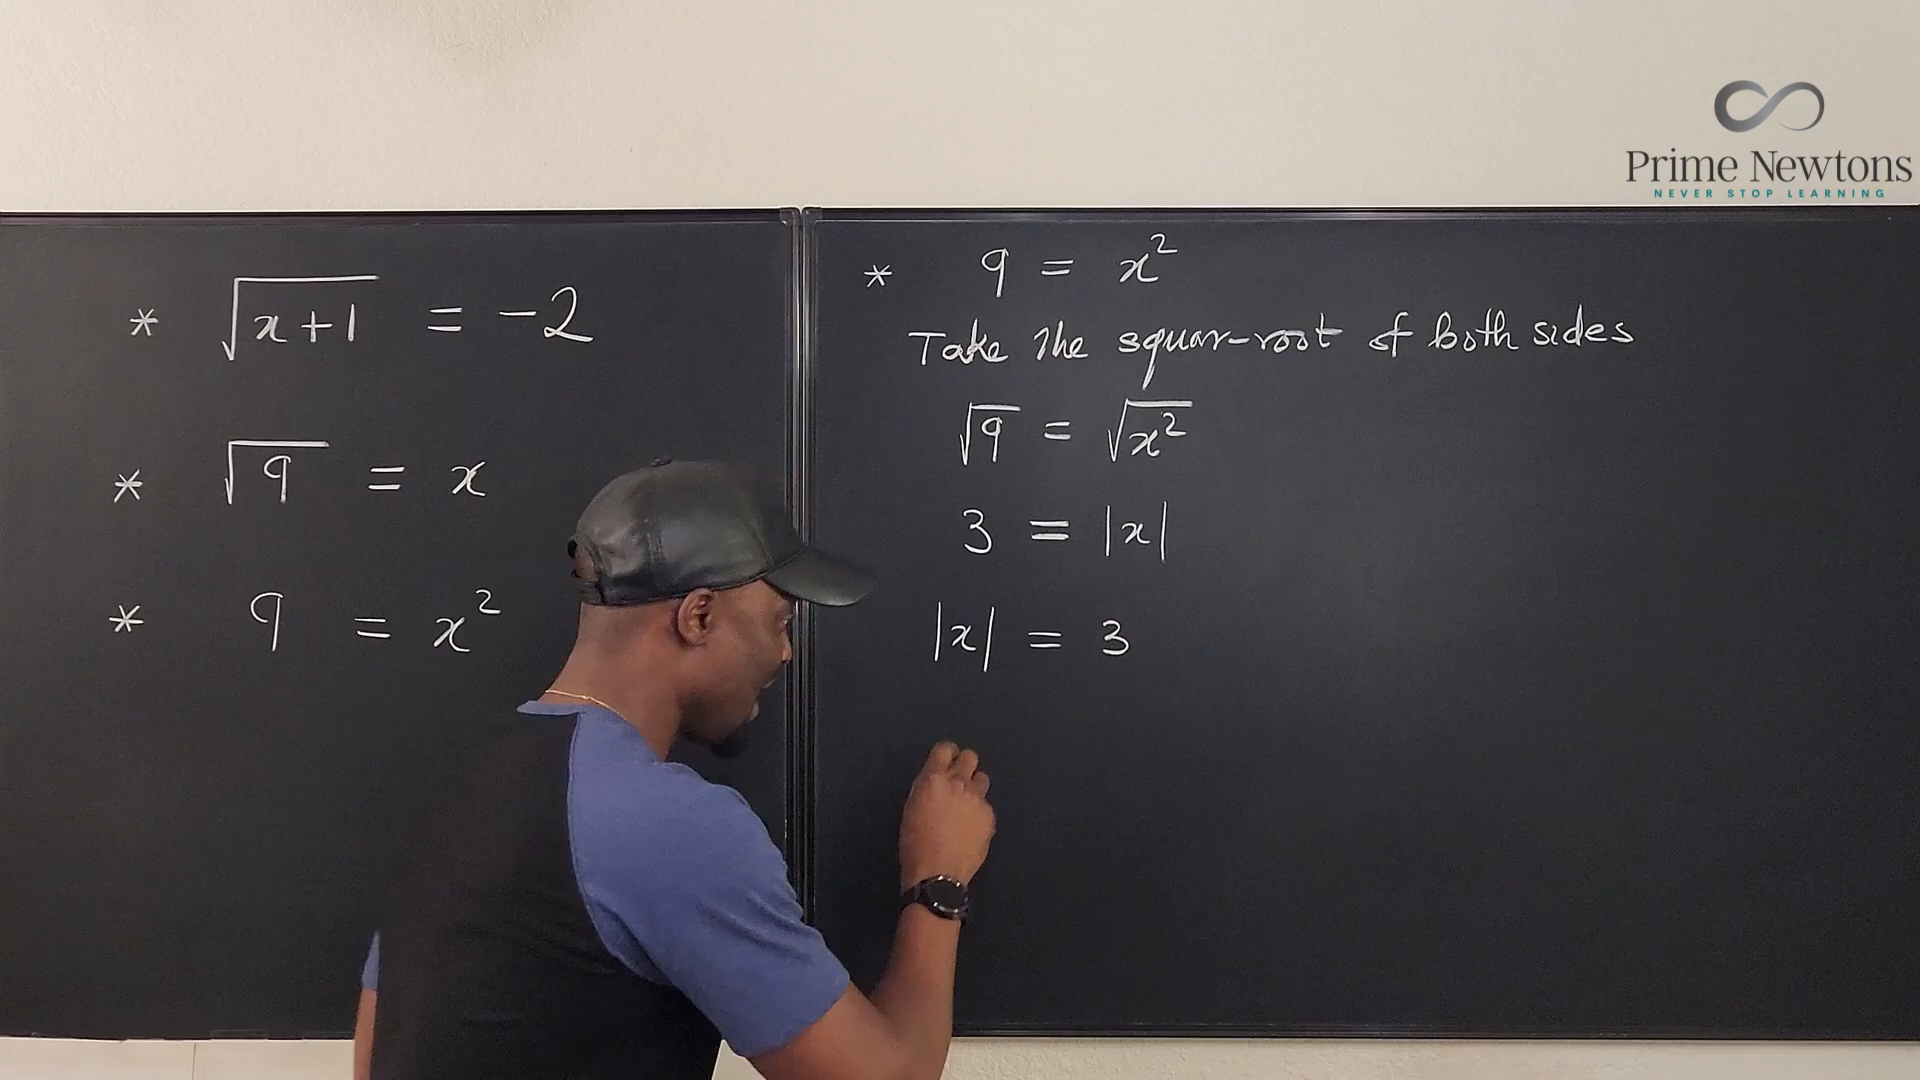 Prime Newtons
NEVER STOP LEARNING
* √(x+1) = -2
* √9 = x
* 9 = x²
* 9 = x²
Take the squar-root of both sides
√9 = √x²
3 = |x|
|x| = 3